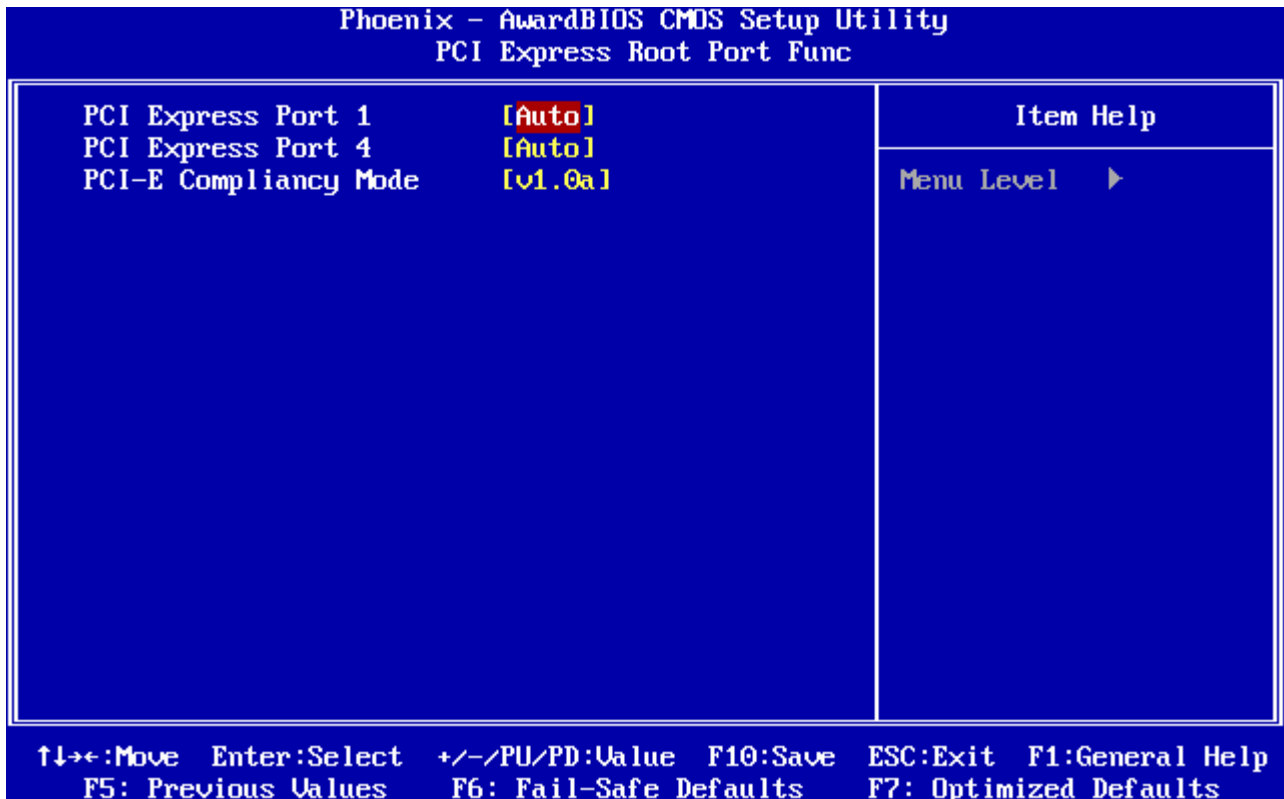 Phoenix - AwardBIOS CMOS Setup Utility
PCI Express Root Port Func
PCI Express Port 1 [Auto]
PCI Express Port 4 [Auto]
PCI-E Compliancy Mode [v1.0a]
Item Help
Menu Level ▶
↑↓→←:Move Enter:Select +/-/PU/PD:Value F10:Save ESC:Exit F1:General Help
F5: Previous Values F6: Fail-Safe Defaults F7: Optimized Defaults